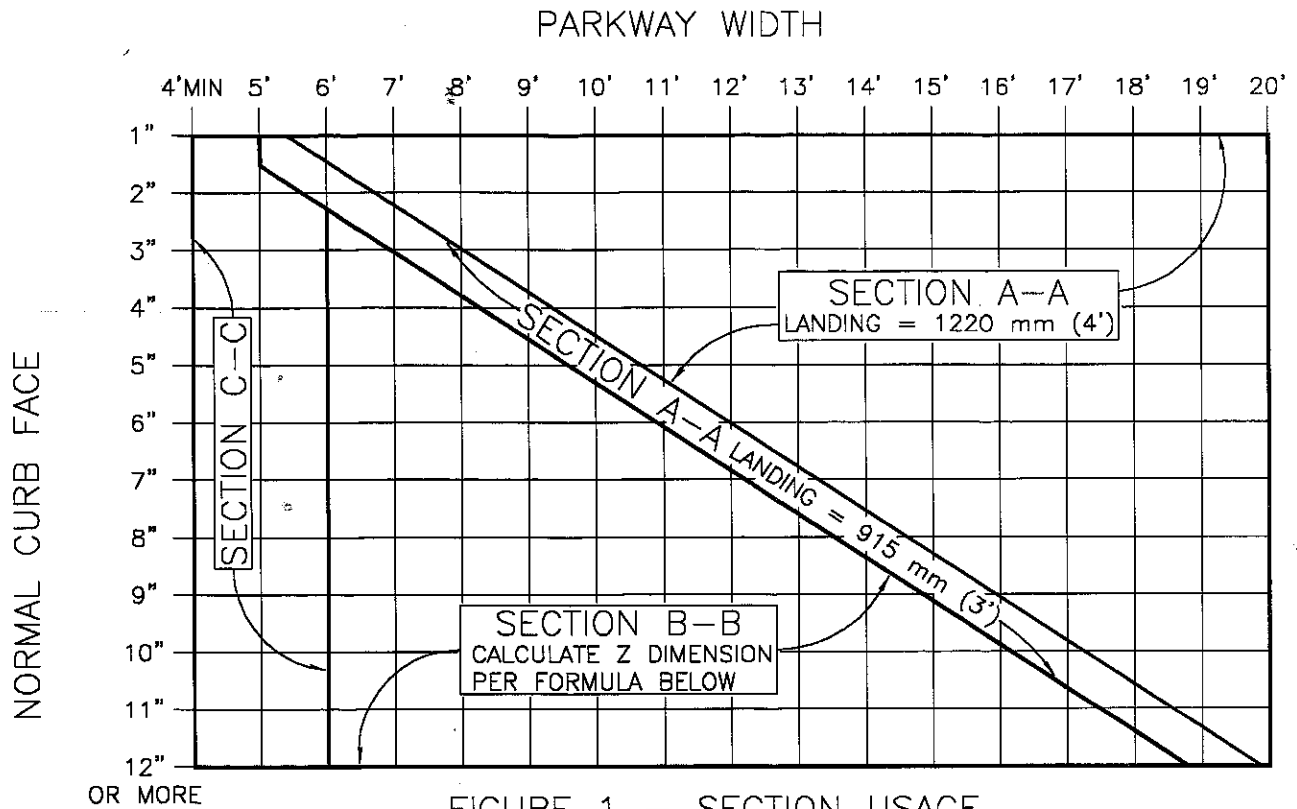 PARKWAY WIDTH
4'MIN 5' 6' 7' 8' 9' 10' 11' 12' 13' 14' 15' 16' 17' 18' 19' 20'
NORMAL CURB FACE
1"
2"
3"
4"
5"
6"
7"
8"
9"
10"
11"
12"
OR MORE
SECTION C-C
SECTION A-A
LANDING = 1220 mm (4')
SECTION A-A LANDING = 915 mm (3')
SECTION B-B
CALCULATE Z DIMENSION
PER FORMULA BELOW
FIGURE 1 SECTION USAGE